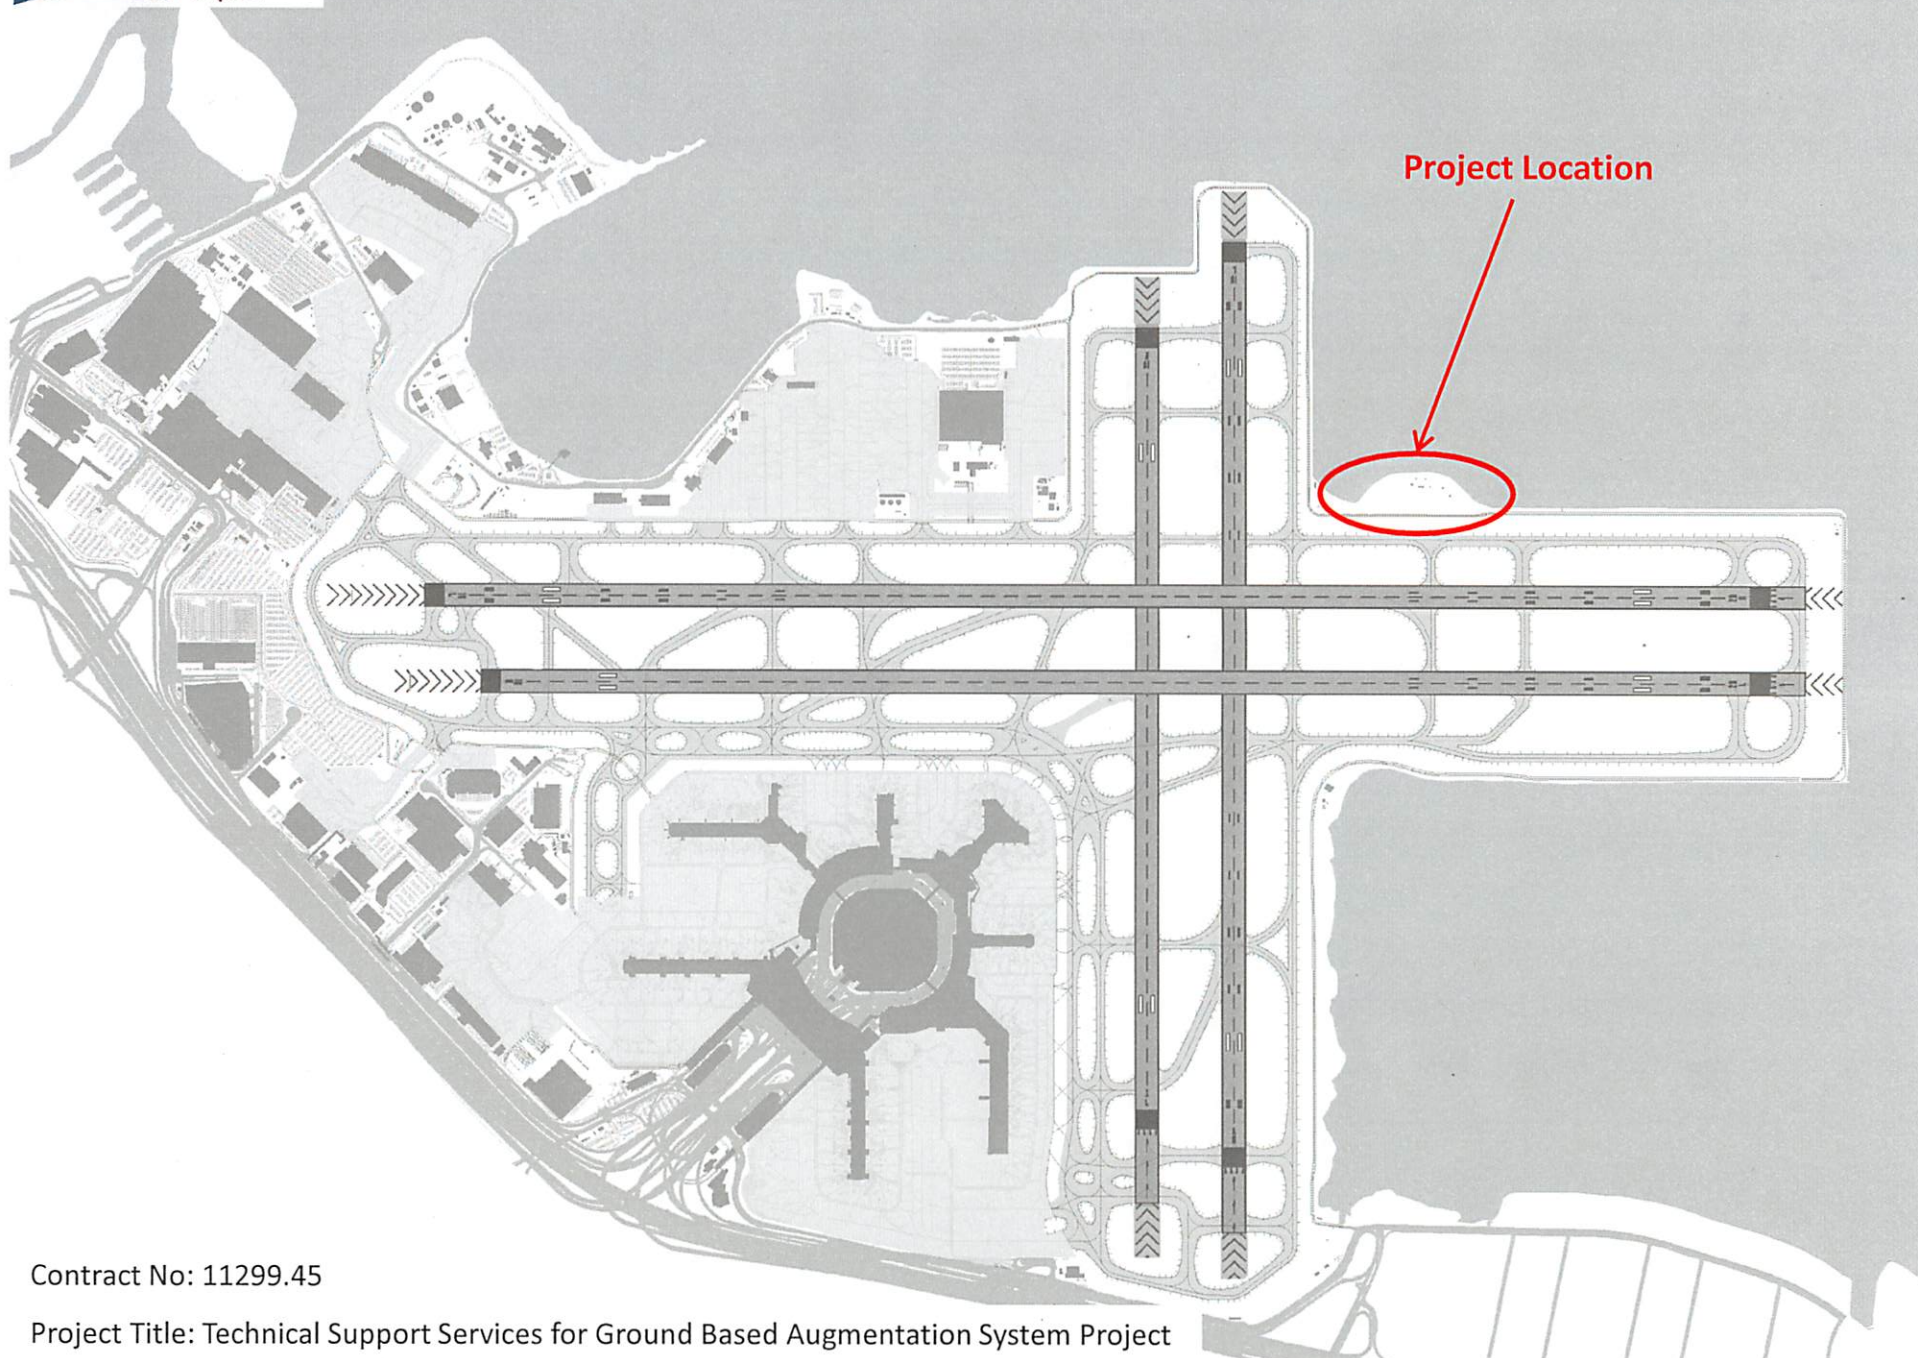 Project Location
Contract No: 11299.45
Project Title: Technical Support Services for Ground Based Augmentation System Project